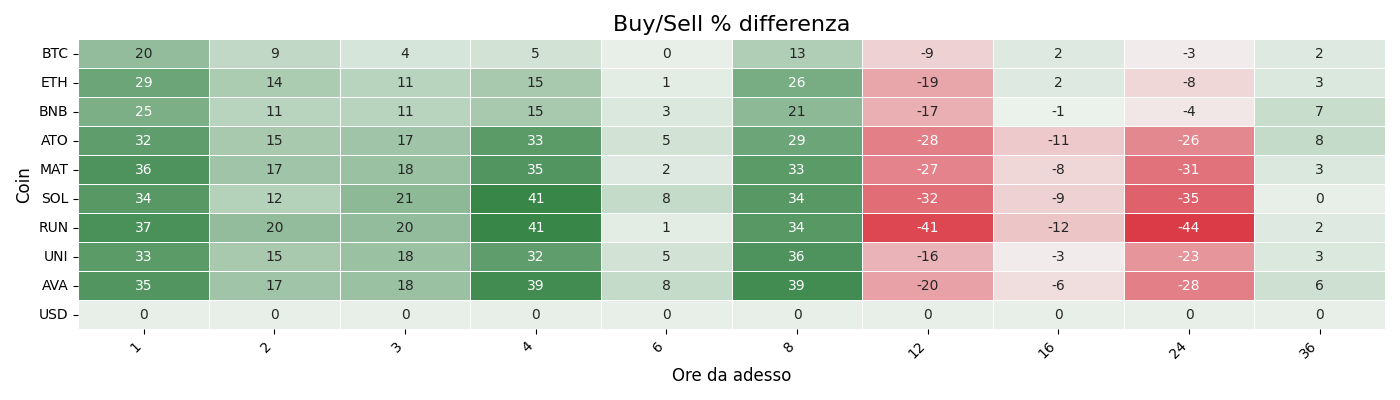 Buy/Sell % differenza
Coin
BTC 20 9 4 5 0 13 -9 2 -3 2
ETH 29 14 11 15 1 26 -19 2 -8 3
BNB 25 11 11 15 3 21 -17 -1 -4 7
ATO 32 15 17 33 5 29 -28 -11 -26 8
MAT 36 17 18 35 2 33 -27 -8 -31 3
SOL 34 12 21 41 8 34 -32 -9 -35 0
RUN 37 20 20 41 1 34 -41 -12 -44 2
UNI 33 15 18 32 5 36 -16 -3 -23 3
AVA 35 17 18 39 8 39 -20 -6 -28 6
USD 0 0 0 0 0 0 0 0 0 0
1 2 3 4 6 8 12 16 24 36
Ore da adesso